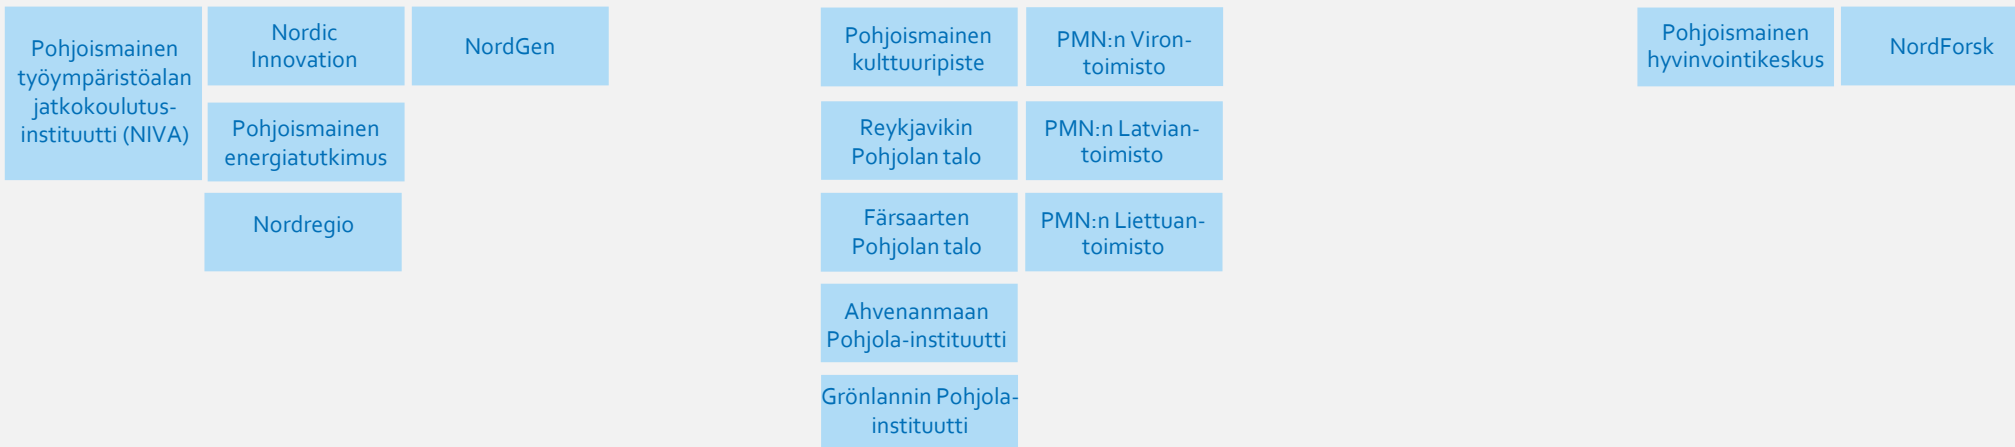 Pohjoismainen
työympäristöalan
jatkokoulutus-
instituutti (NIVA)
Nordic
Innovation
Pohjoismainen
energiatutkimus
Nordregio
NordGen
Pohjoismainen
kulttuuripiste
Reykjavikin
Pohjolan talo
Färsaarten
Pohjolan talo
Ahvenanmaan
Pohjola-instituutti
Grönlannin Pohjola-
instituutti
PMN:n Viron-
toimisto
PMN:n Latvian-
toimisto
PMN:n Liettuan-
toimisto
Pohjoismainen
hyvinvointikeskus
NordForsk